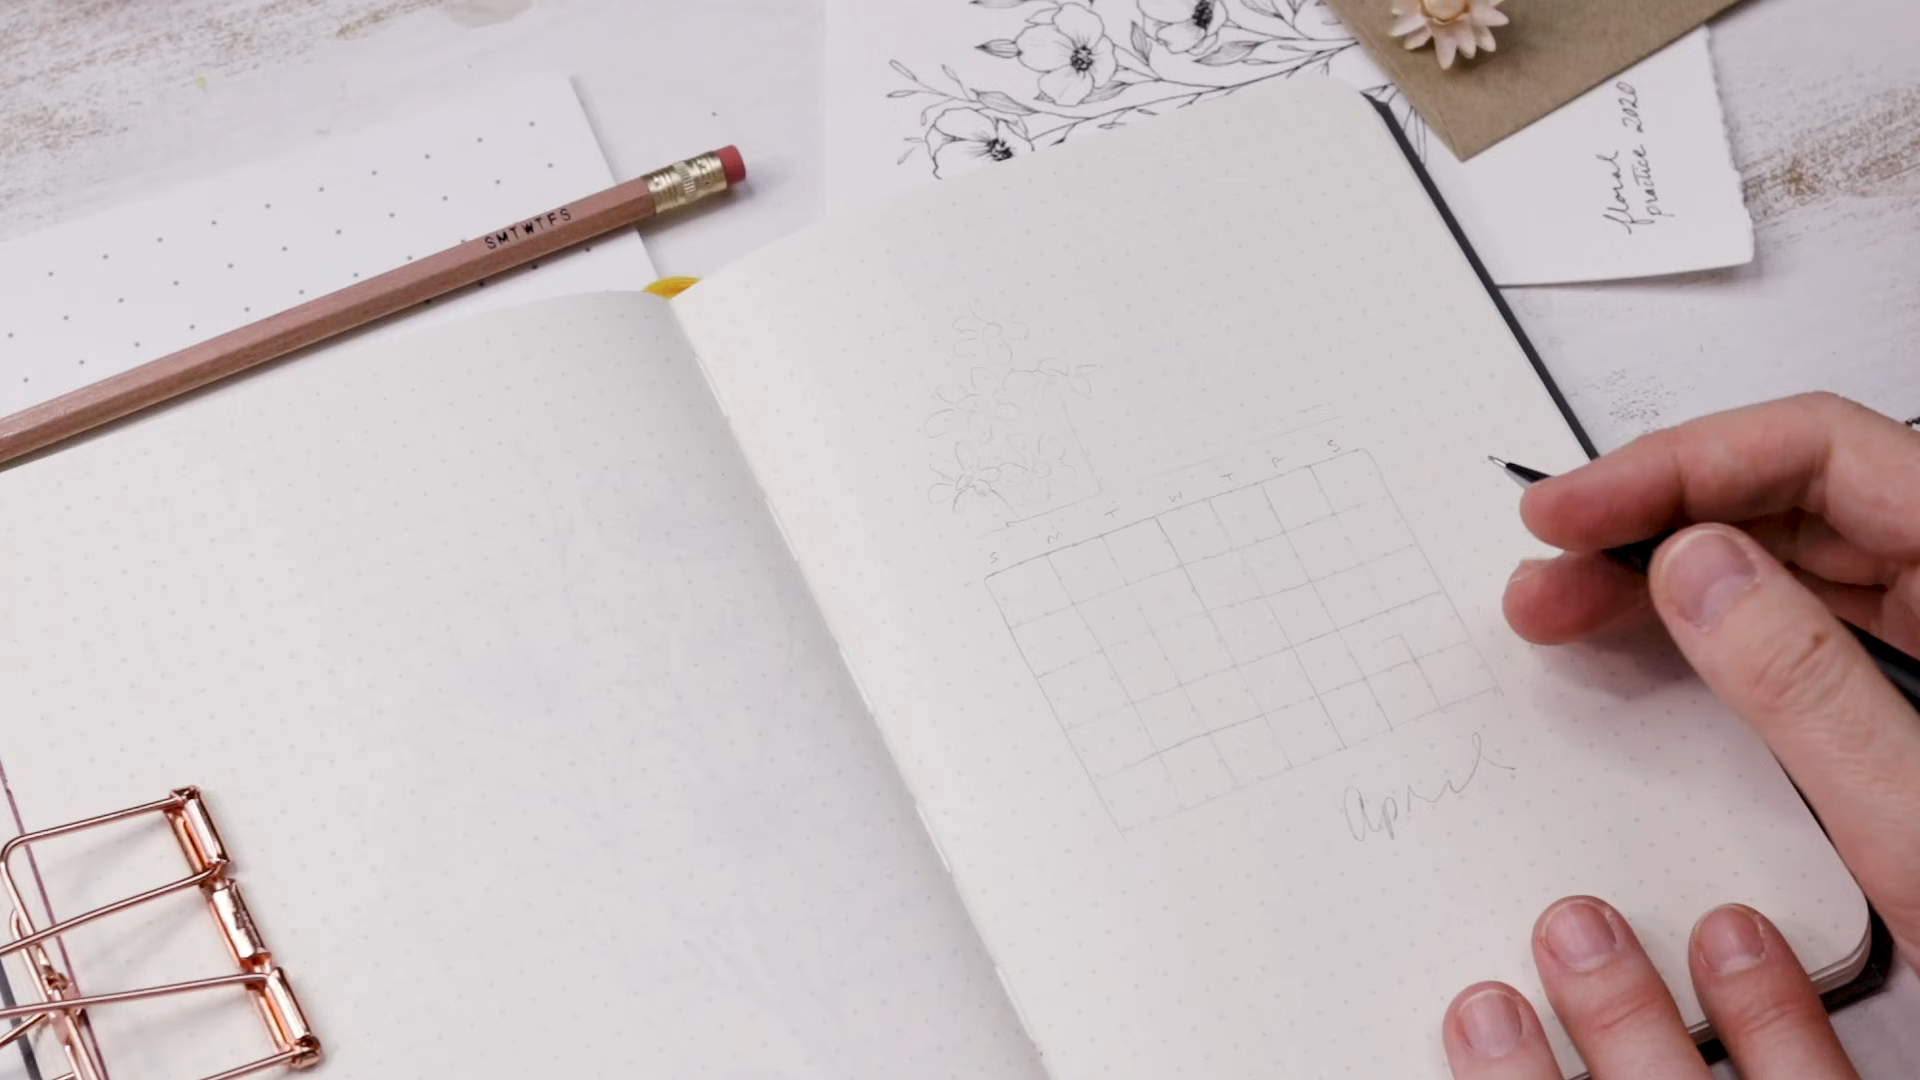 SMTWTFS
floral
practice 2020
S M T W T F S
April